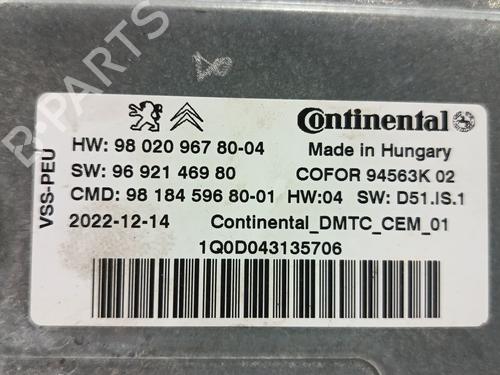 B-PARTS
Continental
HW: 98 020 967 80-04
Made in Hungary
SW: 96 921 469 80
COFOR 94563K 02
CMD: 98 184 596 80-01 HW:04 SW: D51.IS.1
2022-12-14 Continental_DMTC_CEM_01
1Q0D043135706
VSS-PEU